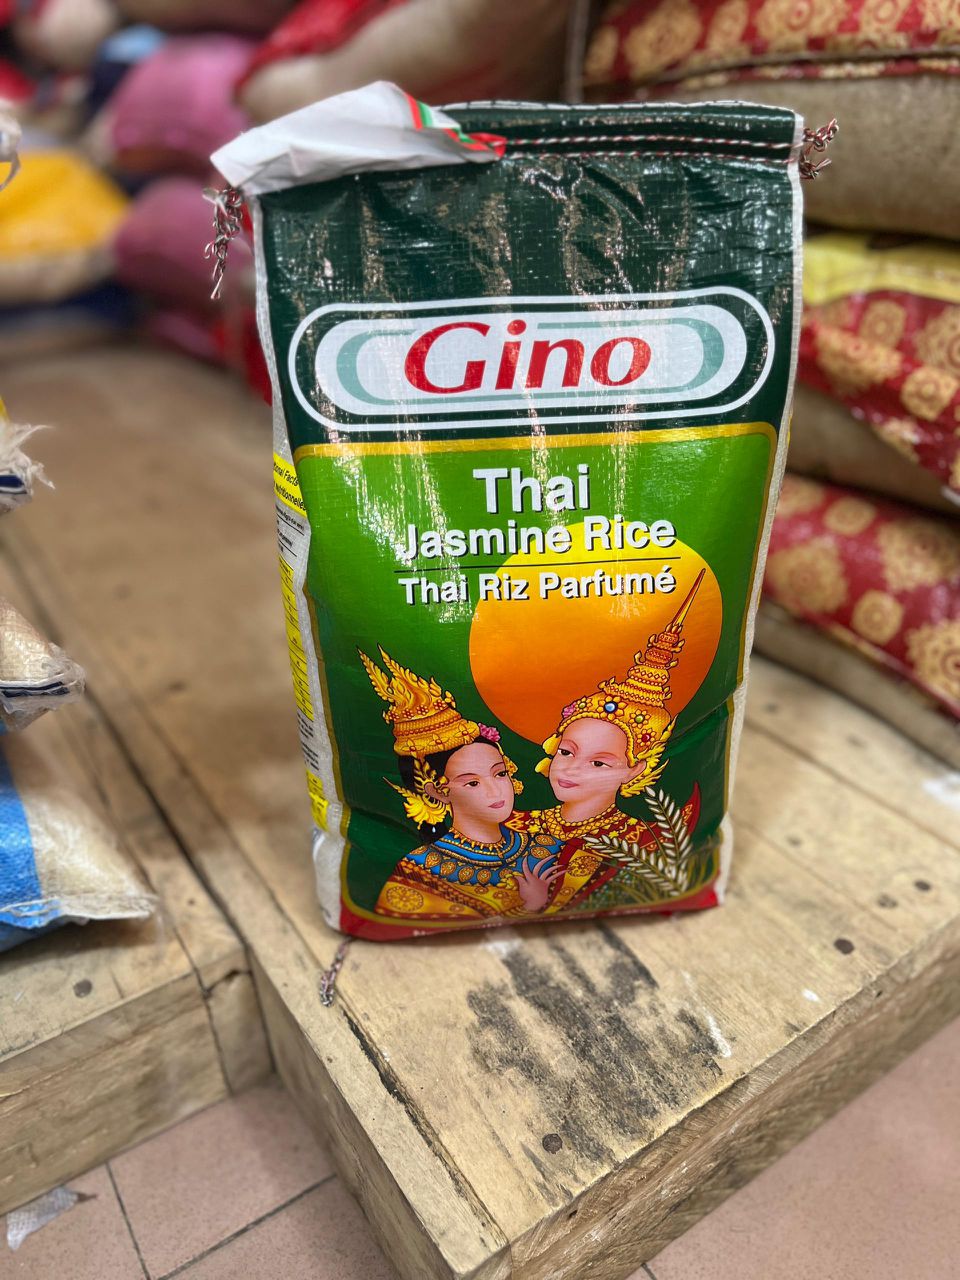 Gino
Thai
Jasmine Rice
Thai Riz Parfumé